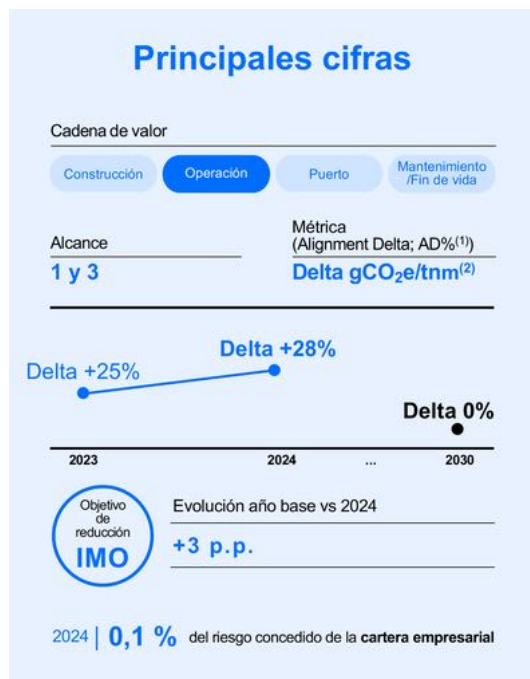 Principales cifras
Cadena de valor
Construcción
Operación
Puerto
Mantenimiento
/Fin de vida
Alcance
1 y 3
Métrica
(Alignment Delta; AD%⁽¹⁾)
Delta gCO₂e/tnm⁽²⁾
Delta +25%
Delta +28%
Delta 0%
2023
2024
...
2030
Objetivo
de
reducción
IMO
Evolución año base vs 2024
+3 p.p.
2024 | 0,1 % del riesgo concedido de la cartera empresarial